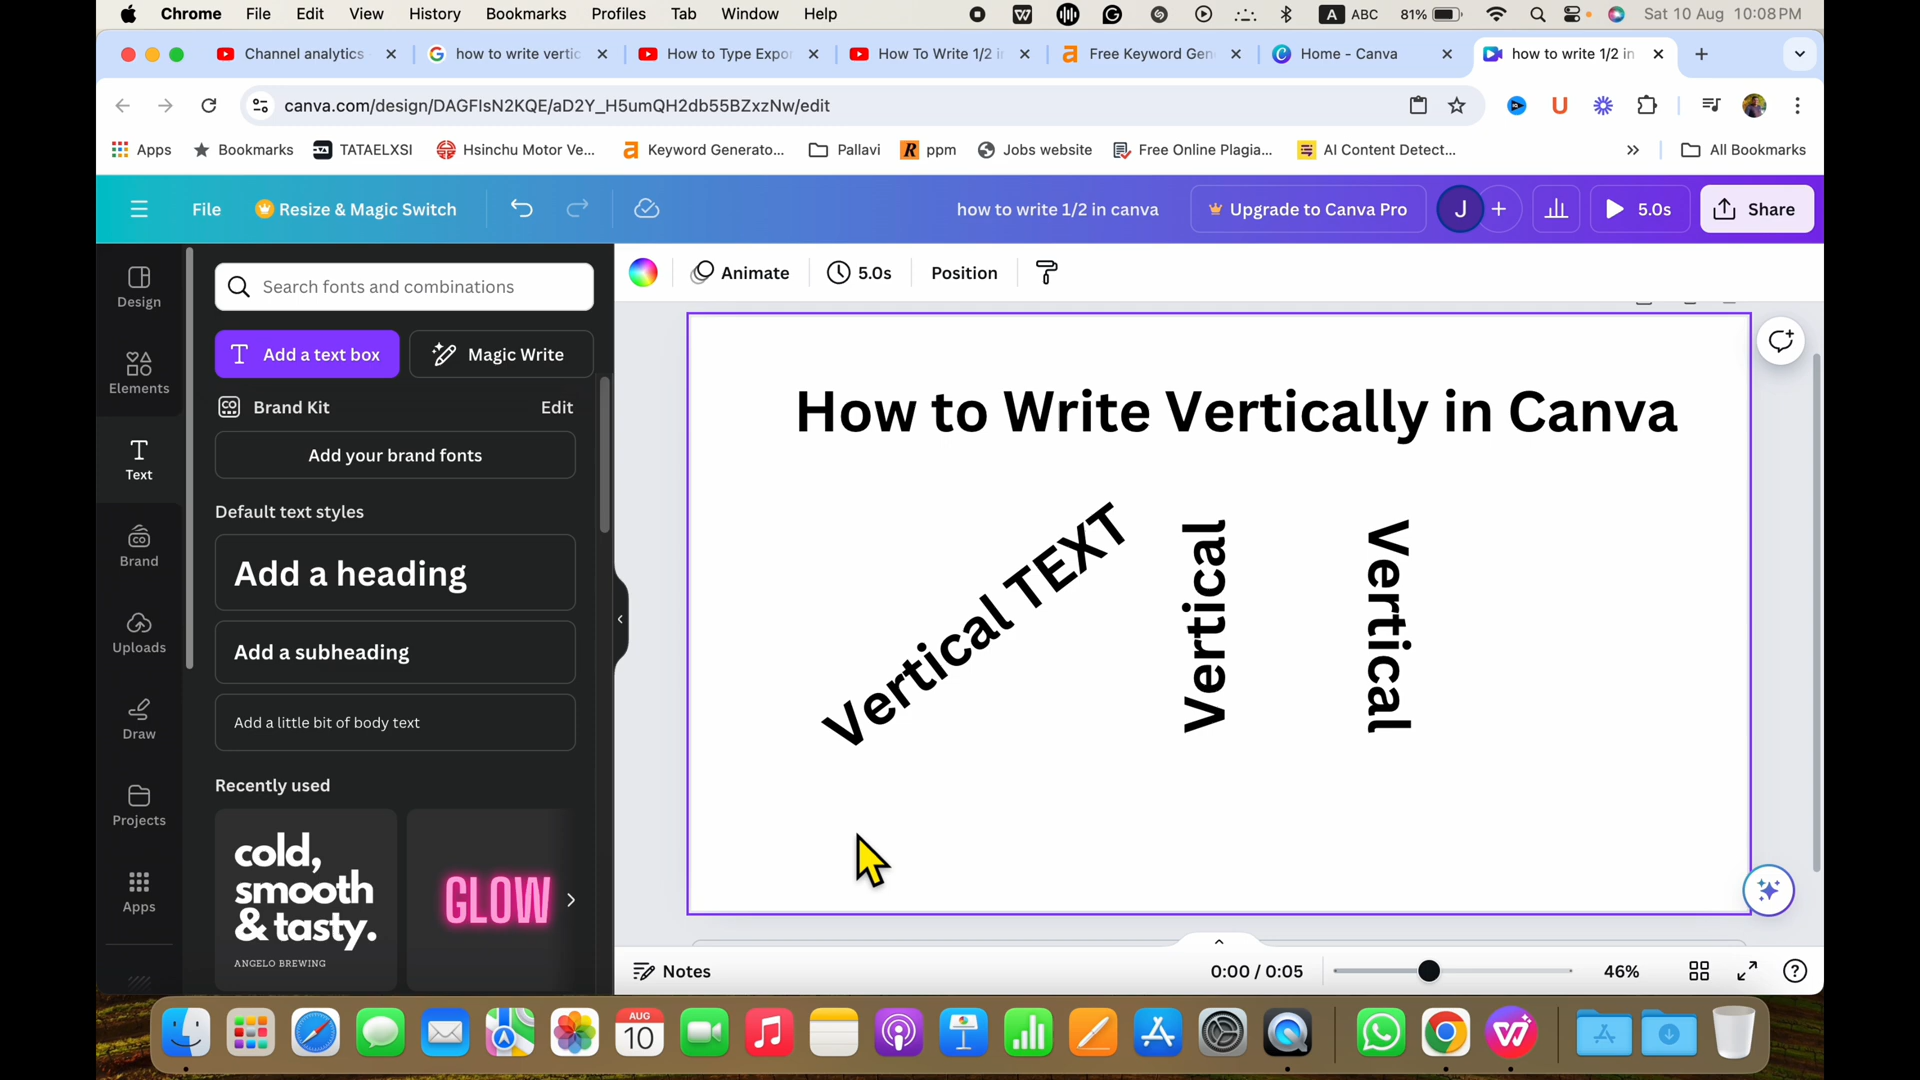 Chrome File Edit View History Bookmarks Profiles Tab Window Help A ABC 81% Sat 10 Aug 10:08 PM
Channel analytics how to write vertic How to Type Expor How To Write 1/2 in Free Keyword Gen Home - Canva how to write 1/2 in
canva.com/design/DAGFIsN2KQE/aD2Y_H5umQH2db55BZxzNw/edit
Apps Bookmarks TATAELXSI Hsinchu Motor Ve... Keyword Generato... Pallavi ppm Jobs website Free Online Plagia... AI Content Detect... All Bookmarks
File Resize & Magic Switch how to write 1/2 in canva Upgrade to Canva Pro J 5.0s Share
Animate 5.0s Position
Design
Elements
Text
Brand
Uploads
Draw
Projects
Apps
Search fonts and combinations
Add a text box Magic Write
Brand Kit Edit
Add your brand fonts
Default text styles
Add a heading
Add a subheading
Add a little bit of body text
Recently used
cold,
smooth
& tasty.
ANGELO BREWING
GLOW
How to Write Vertically in Canva
Vertical TEXT
Vertical
Vertical
Notes 0:00 / 0:05 46%
AUG
10